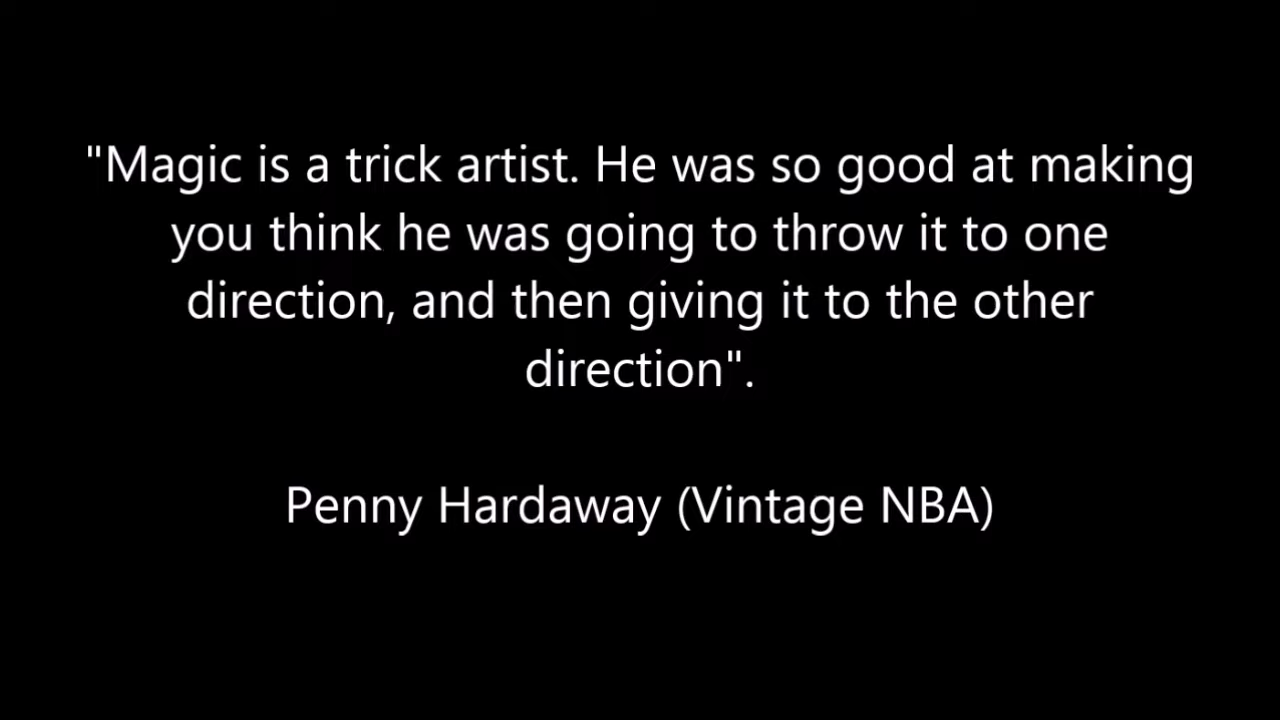 "Magic is a trick artist. He was so good at making
you think he was going to throw it to one
direction, and then giving it to the other
direction".
Penny Hardaway (Vintage NBA)